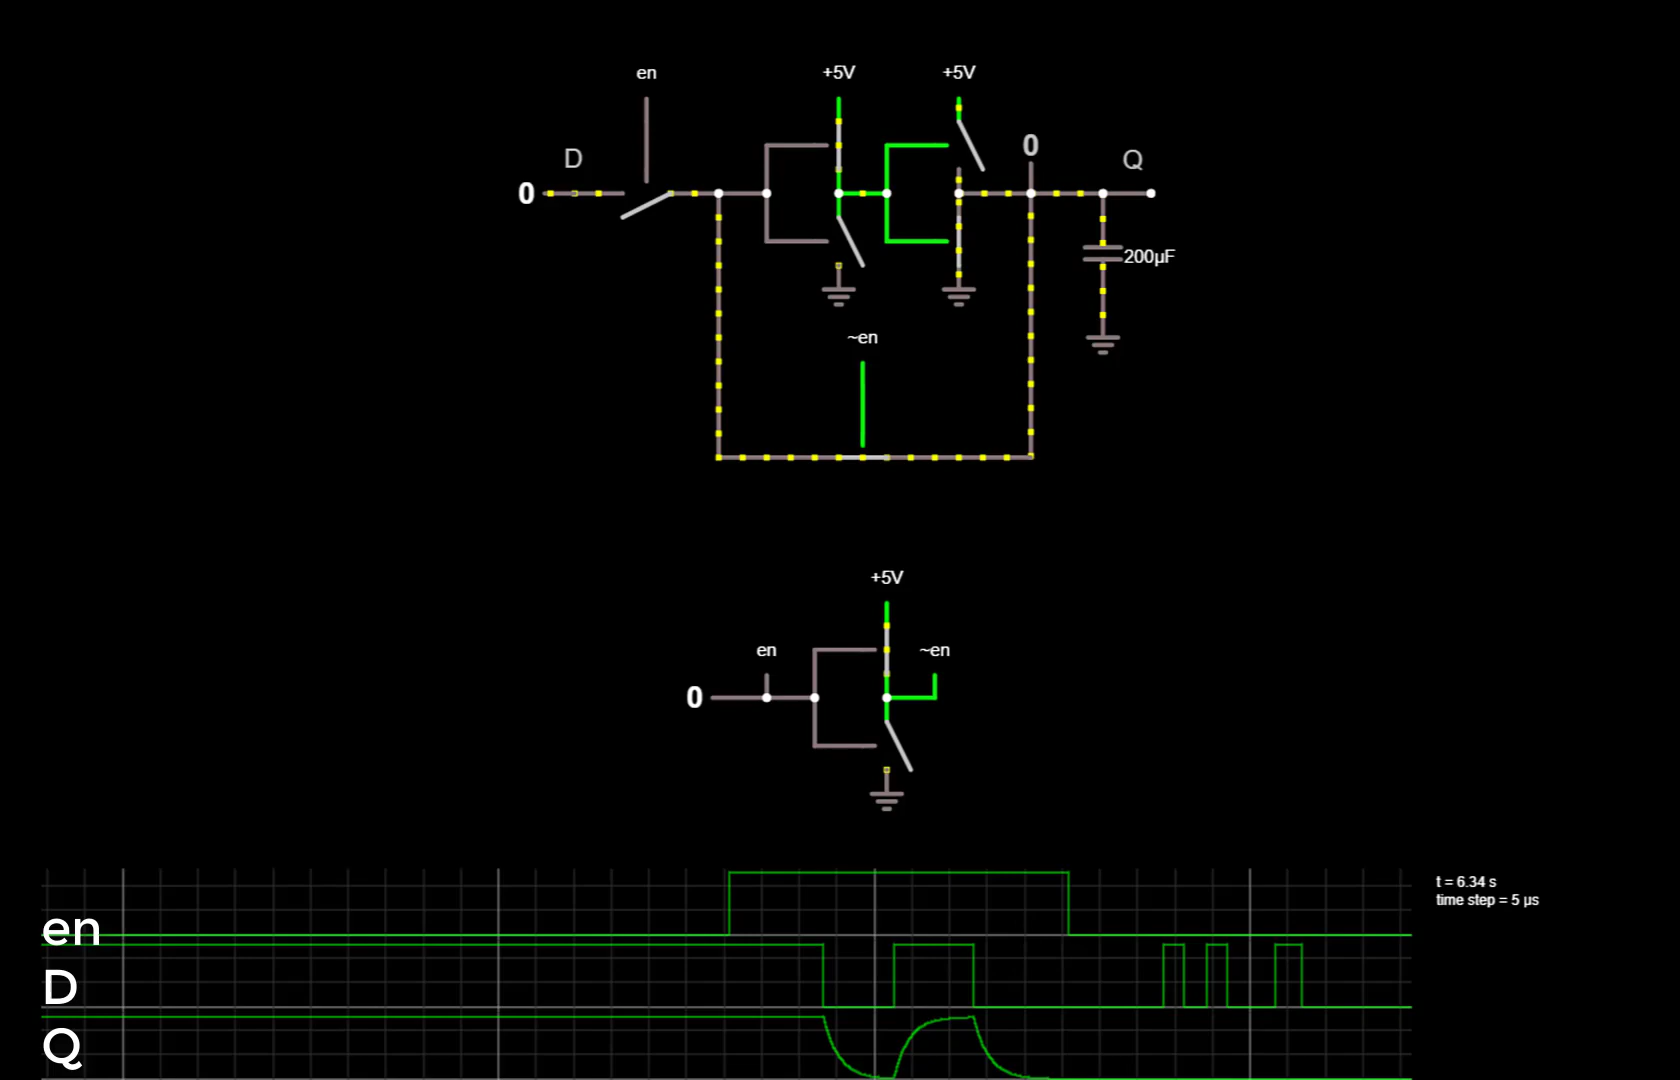 en
+5V
+5V
D
0
Q
0
200μF
~en
+5V
en
~en
0
t = 6.34 s
time step = 5 μs
en
D
Q